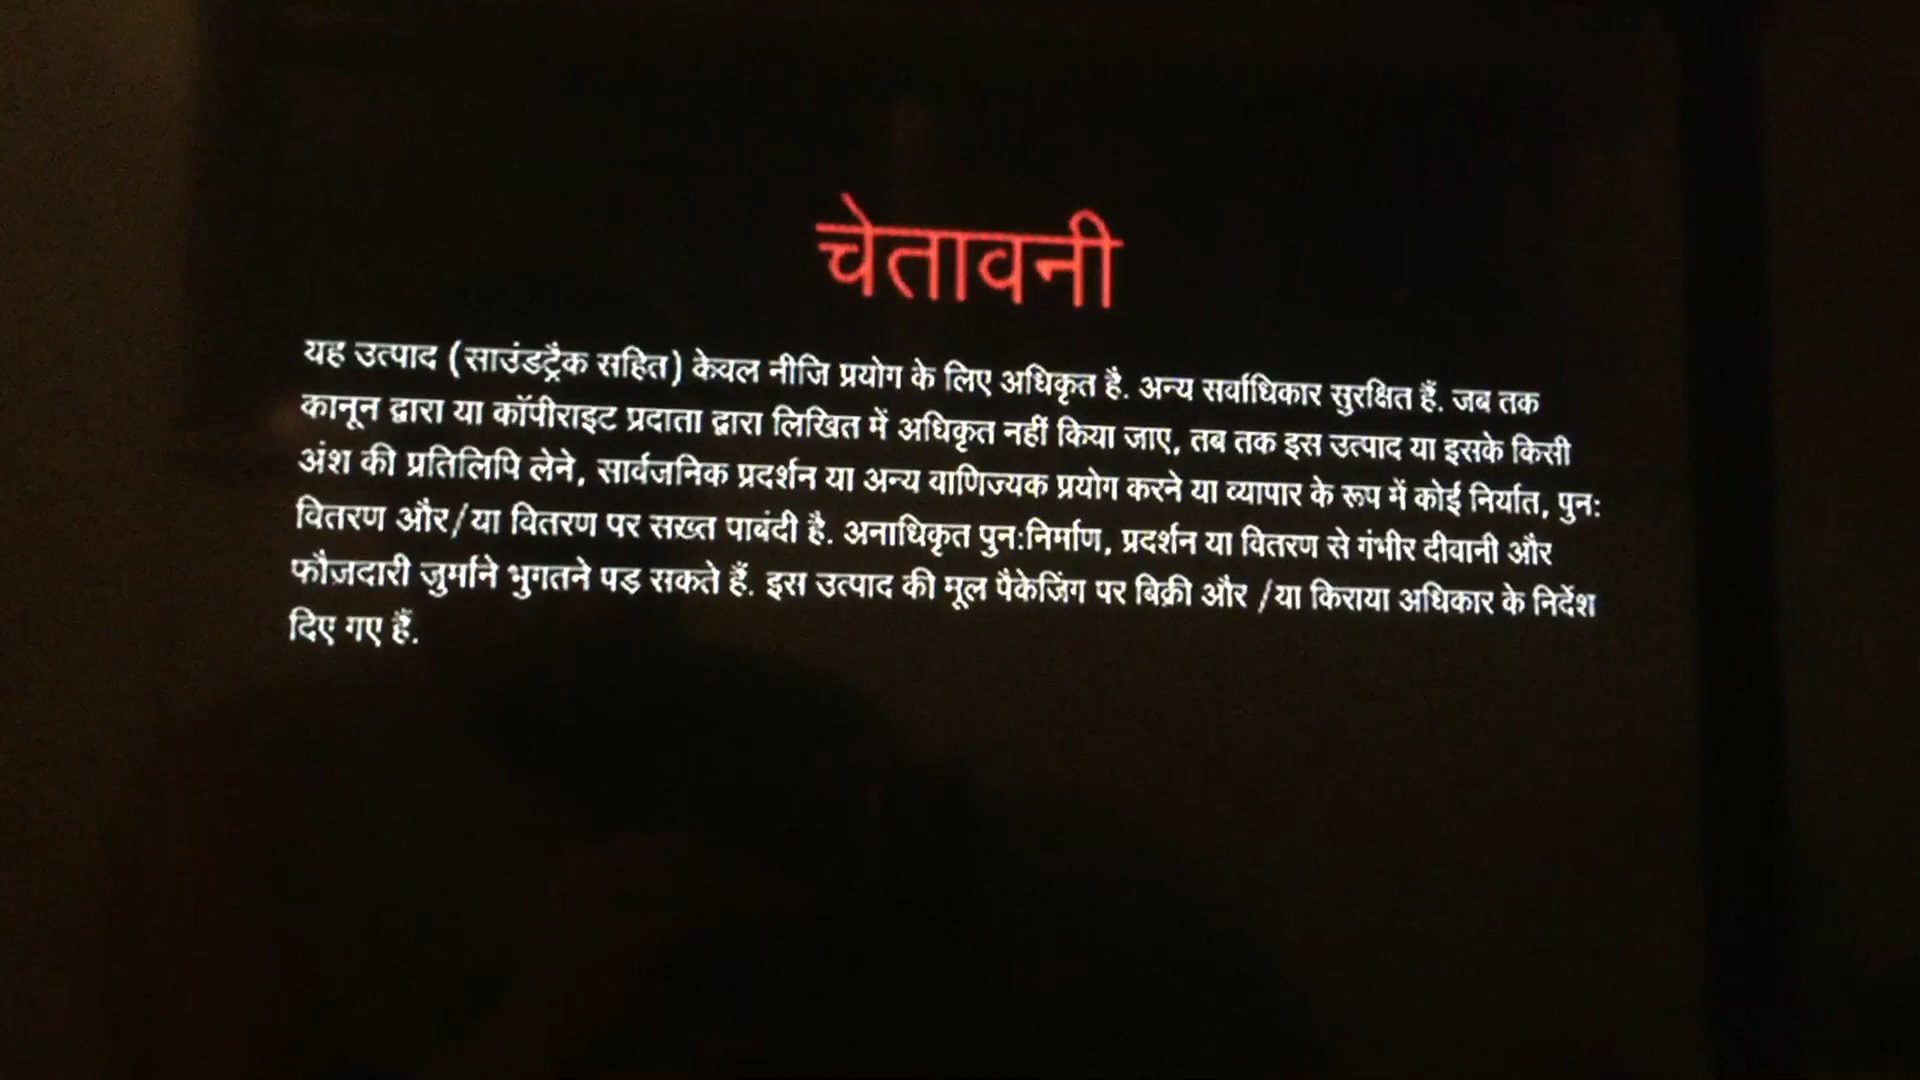 चेतावनी
यह उत्पाद (साउंडट्रैक सहित) केवल नीजि प्रयोग के लिए अधिकृत है. अन्य सर्वाधिकार सुरक्षित हैं. जब तक
कानून द्वारा या कॉपीराइट प्रदाता द्वारा लिखित में अधिकृत नहीं किया जाए, तब तक इस उत्पाद या इसके किसी
अंश की प्रतिलिपि लेने, सार्वजनिक प्रदर्शन या अन्य वाणिज्यक प्रयोग करने या व्यापार के रूप में कोई निर्यात, पुन:
वितरण और/या वितरण पर सख़्त पाबंदी है. अनाधिकृत पुन:निर्माण, प्रदर्शन या वितरण से गंभीर दीवानी और
फौजदारी जुर्माने भुगतने पड़ सकते हैं. इस उत्पाद की मूल पैकेजिंग पर बिक्री और /या किराया अधिकार के निर्देश
दिए गए हैं.